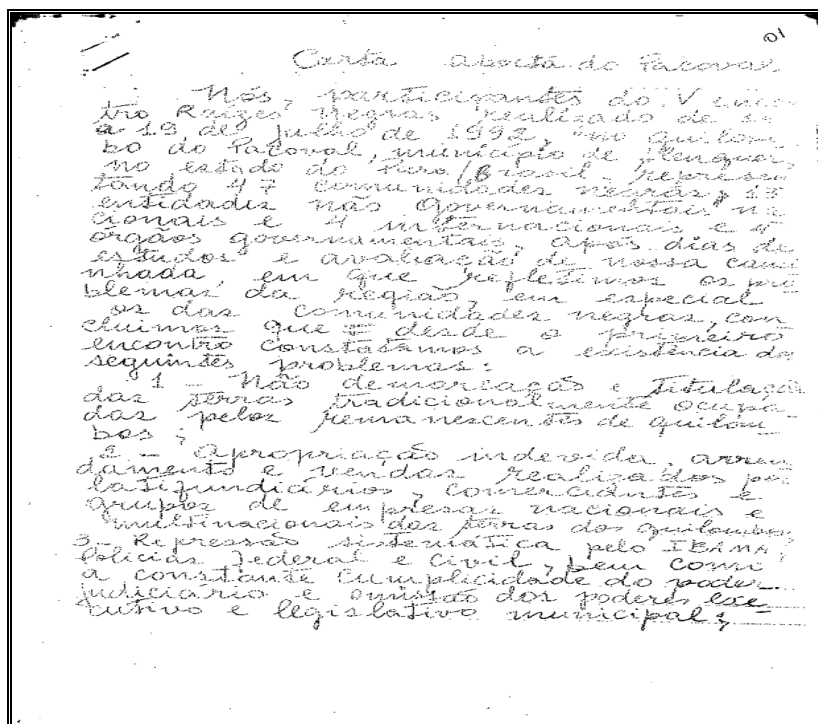 01
Carta aberta do Pacoval
Nós, participantes do V encon
tro Raízes Negras realizado de
a 19 de julho de 1992, no quilom
bo do Pacoval, município de Alenquer,
no estado do Pará/Brasil - represen
tando 47 comunidades negras, 13
entidades não governamentais na
cionais e 4 internacionais e 4
órgãos governamentais. Após dias de
estudos e avaliação de nossa cami
nhada, em que refletimos os pro
blemas da região, em especial
os das comunidades negras, con
cluimos que = desde o primeiro
encontro constatamos a existência dos
seguintes problemas:
1 - Não demarcação e titulação
das terras tradicionalmente ocupa
das pelos remanescentes de quilom
bos;
2 - Apropriação indevida, arren
damento e vendas realizados por
latifundiários, comerciantes e
grupos de empresas nacionais e
multinacionais das terras dos quilombos;
3 - Repressão sistemática pelo IBAMA,
Polícias Federal e Civil, bem como
a constante cumplicidade do poder
judiciário e omissão dos poderes exe-
cutivo e legislativo municipal;